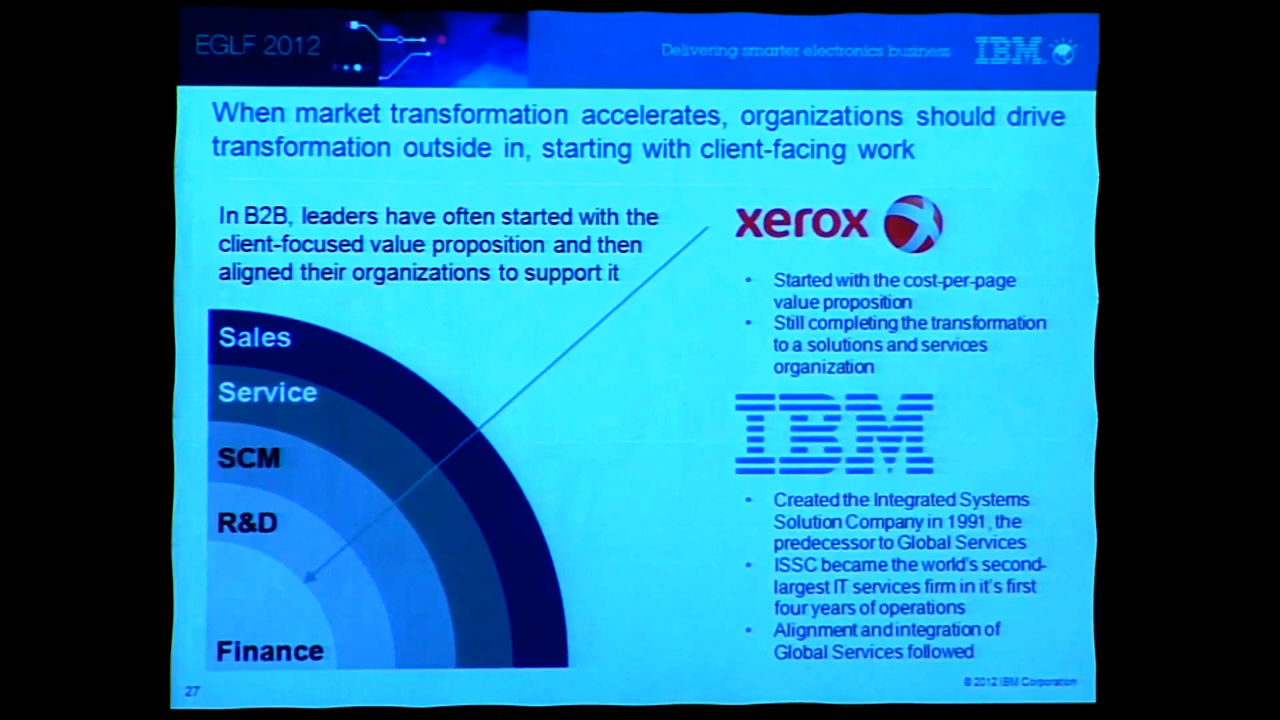 EGLF 2012
Delivering smarter electronics business
IBM
When market transformation accelerates, organizations should drive
transformation outside in, starting with client-facing work
In B2B, leaders have often started with the
client-focused value proposition and then
aligned their organizations to support it
Sales
Service
SCM
R&D
Finance
xerox
• Started with the cost-per-page
value proposition
• Still completing the transformation
to a solutions and services
organization
IBM
• Created the Integrated Systems
Solution Company in 1991, the
predecessor to Global Services
• ISSC became the world's second-
largest IT services firm in it's first
four years of operations
• Alignment and integration of
Global Services followed
27
© 2012 IBM Corporation